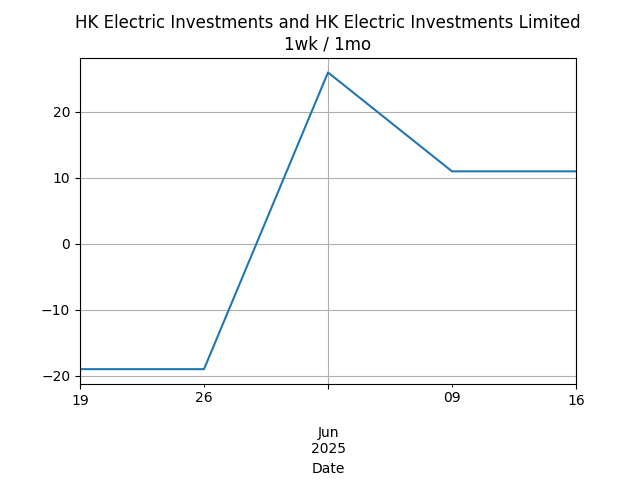 HK Electric Investments and HK Electric Investments Limited
1wk / 1mo
20
10
0
−10
−20
19
26
09
16
Jun
2025
Date